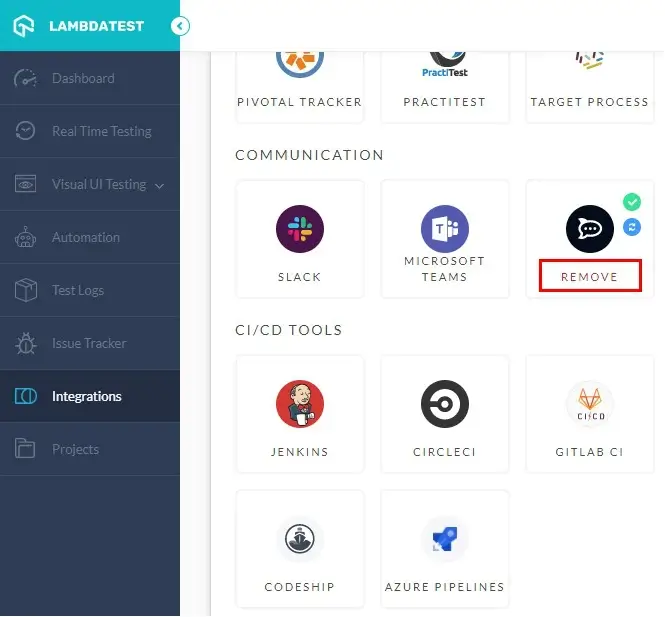 LAMBDATEST
Dashboard
Real Time Testing
Visual UI Testing
Automation
Test Logs
Issue Tracker
Integrations
Projects
PractiTest
PIVOTAL TRACKER
PRACTITEST
TARGET PROCESS
COMMUNICATION
SLACK
T
MICROSOFT
TEAMS
REMOVE
CI/CD TOOLS
JENKINS
CIRCLECI
CI/CD
GITLAB CI
CODESHIP
AZURE PIPELINES